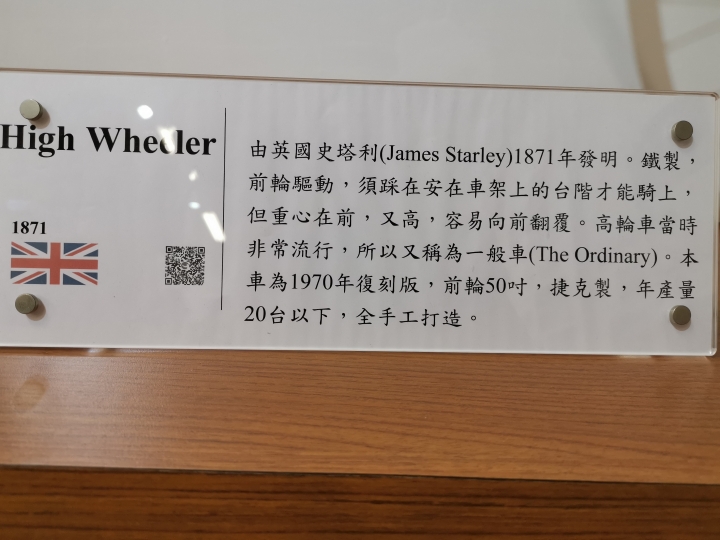 High Wheeler
1871
由英國史塔利(James Starley)1871年發明。鐵製，
前輪驅動，須踩在安在車架上的台階才能騎上，
但重心在前，又高，容易向前翻覆。高輪車當時
非常流行，所以又稱為一般車(The Ordinary)。本
車為1970年復刻版，前輪50吋，捷克製，年產量
20台以下，全手工打造。